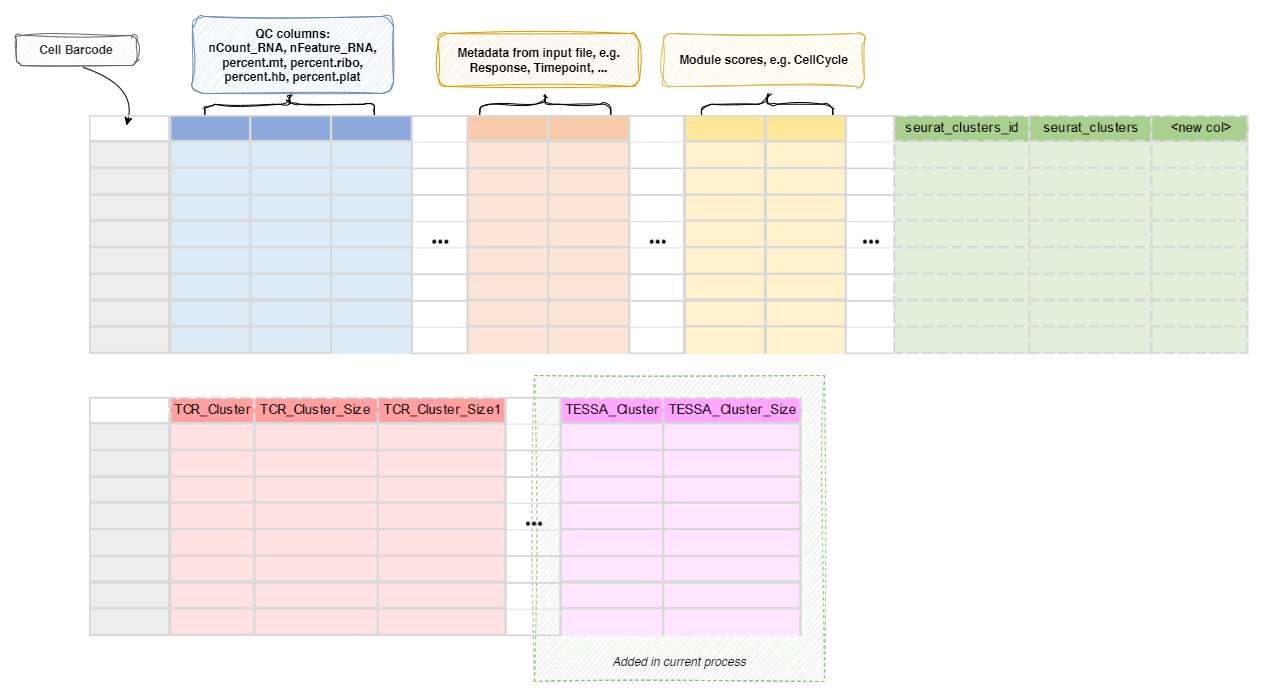 Cell Barcode
QC columns:
nCount_RNA, nFeature_RNA,
percent.mt, percent.ribo,
percent.hb, percent.plat
Metadata from input file, e.g.
Response, Timepoint, ...
Module scores, e.g. CellCycle
seurat_clusters_id seurat_clusters <new col>
... ... ...
TCR_Cluster TCR_Cluster_Size TCR_Cluster_Size1 TESSA_Cluster TESSA_Cluster_Size
...
Added in current process